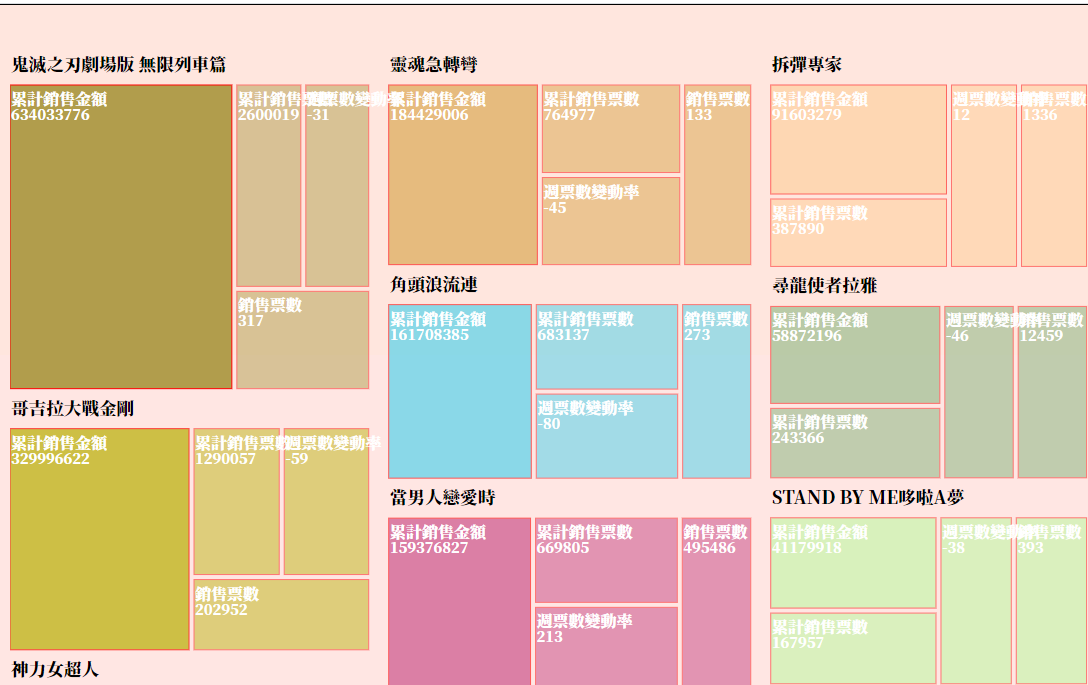 鬼滅之刃劇場版 無限列車篇
累計銷售金額
634033776
累計銷售票數
2600019
週票數變動率
-31
銷售票數
317
哥吉拉大戰金剛
累計銷售金額
329996622
累計銷售票數
1290057
週票數變動率
-59
銷售票數
202952
神力女超人
靈魂急轉彎
累計銷售金額
184429006
累計銷售票數
764977
週票數變動率
-45
銷售票數
133
角頭浪流連
累計銷售金額
161708385
累計銷售票數
683137
週票數變動率
-80
銷售票數
273
當男人戀愛時
累計銷售金額
159376827
累計銷售票數
669805
週票數變動率
213
銷售票數
495486
拆彈專家
累計銷售金額
91603279
累計銷售票數
387890
週票數變動率
12
銷售票數
1336
尋龍使者拉雅
累計銷售金額
58872196
累計銷售票數
243366
週票數變動率
-46
銷售票數
12459
STAND BY ME哆啦A夢
累計銷售金額
41179918
累計銷售票數
167957
週票數變動率
-38
銷售票數
393